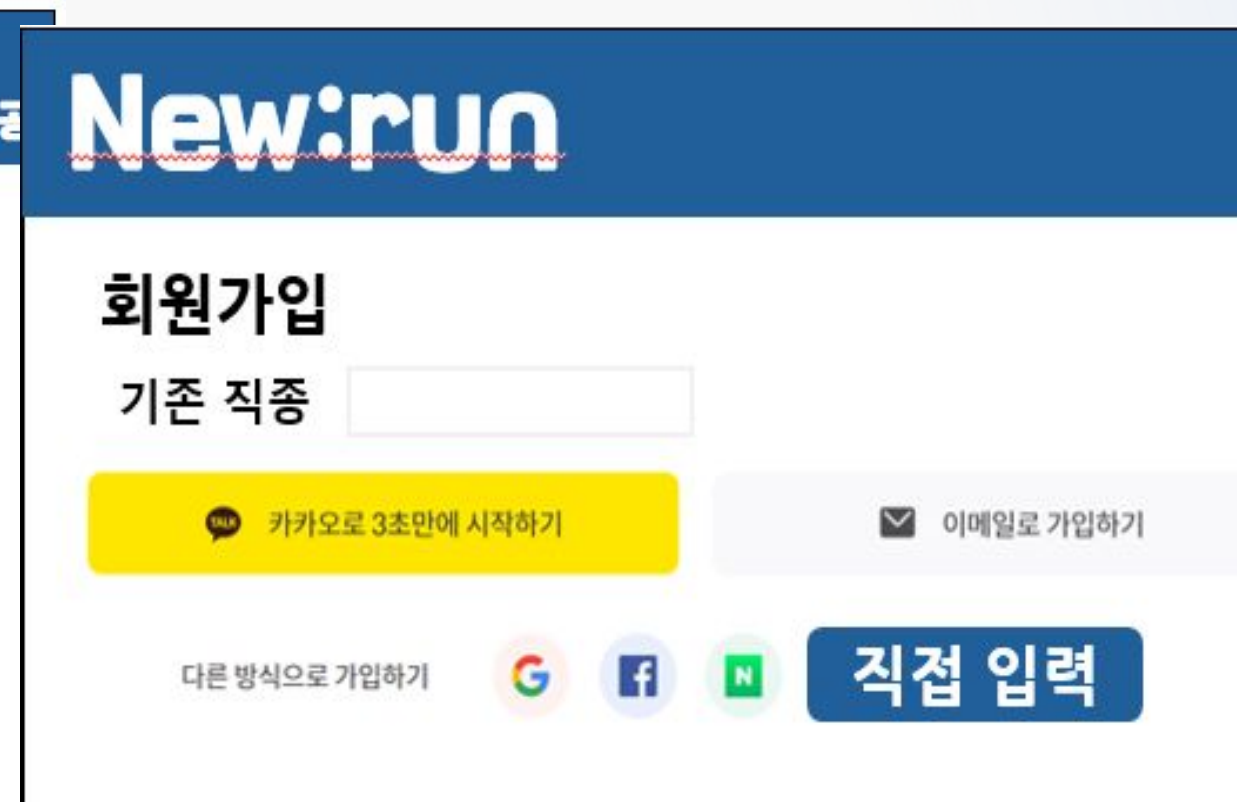 New:run
회원가입
기존 직종
카카오로 3초만에 시작하기
이메일로 가입하기
다른 방식으로 가입하기
직접 입력